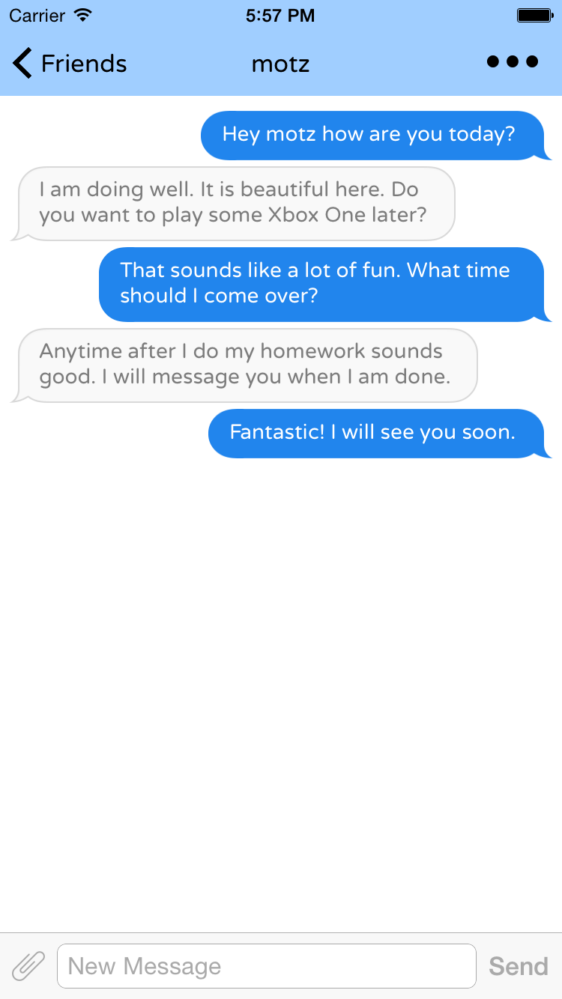 Carrier 5:57 PM
Friends motz
Hey motz how are you today?
I am doing well. It is beautiful here. Do
you want to play some Xbox One later?
That sounds like a lot of fun. What time
should I come over?
Anytime after I do my homework sounds
good. I will message you when I am done.
Fantastic! I will see you soon.
New Message Send